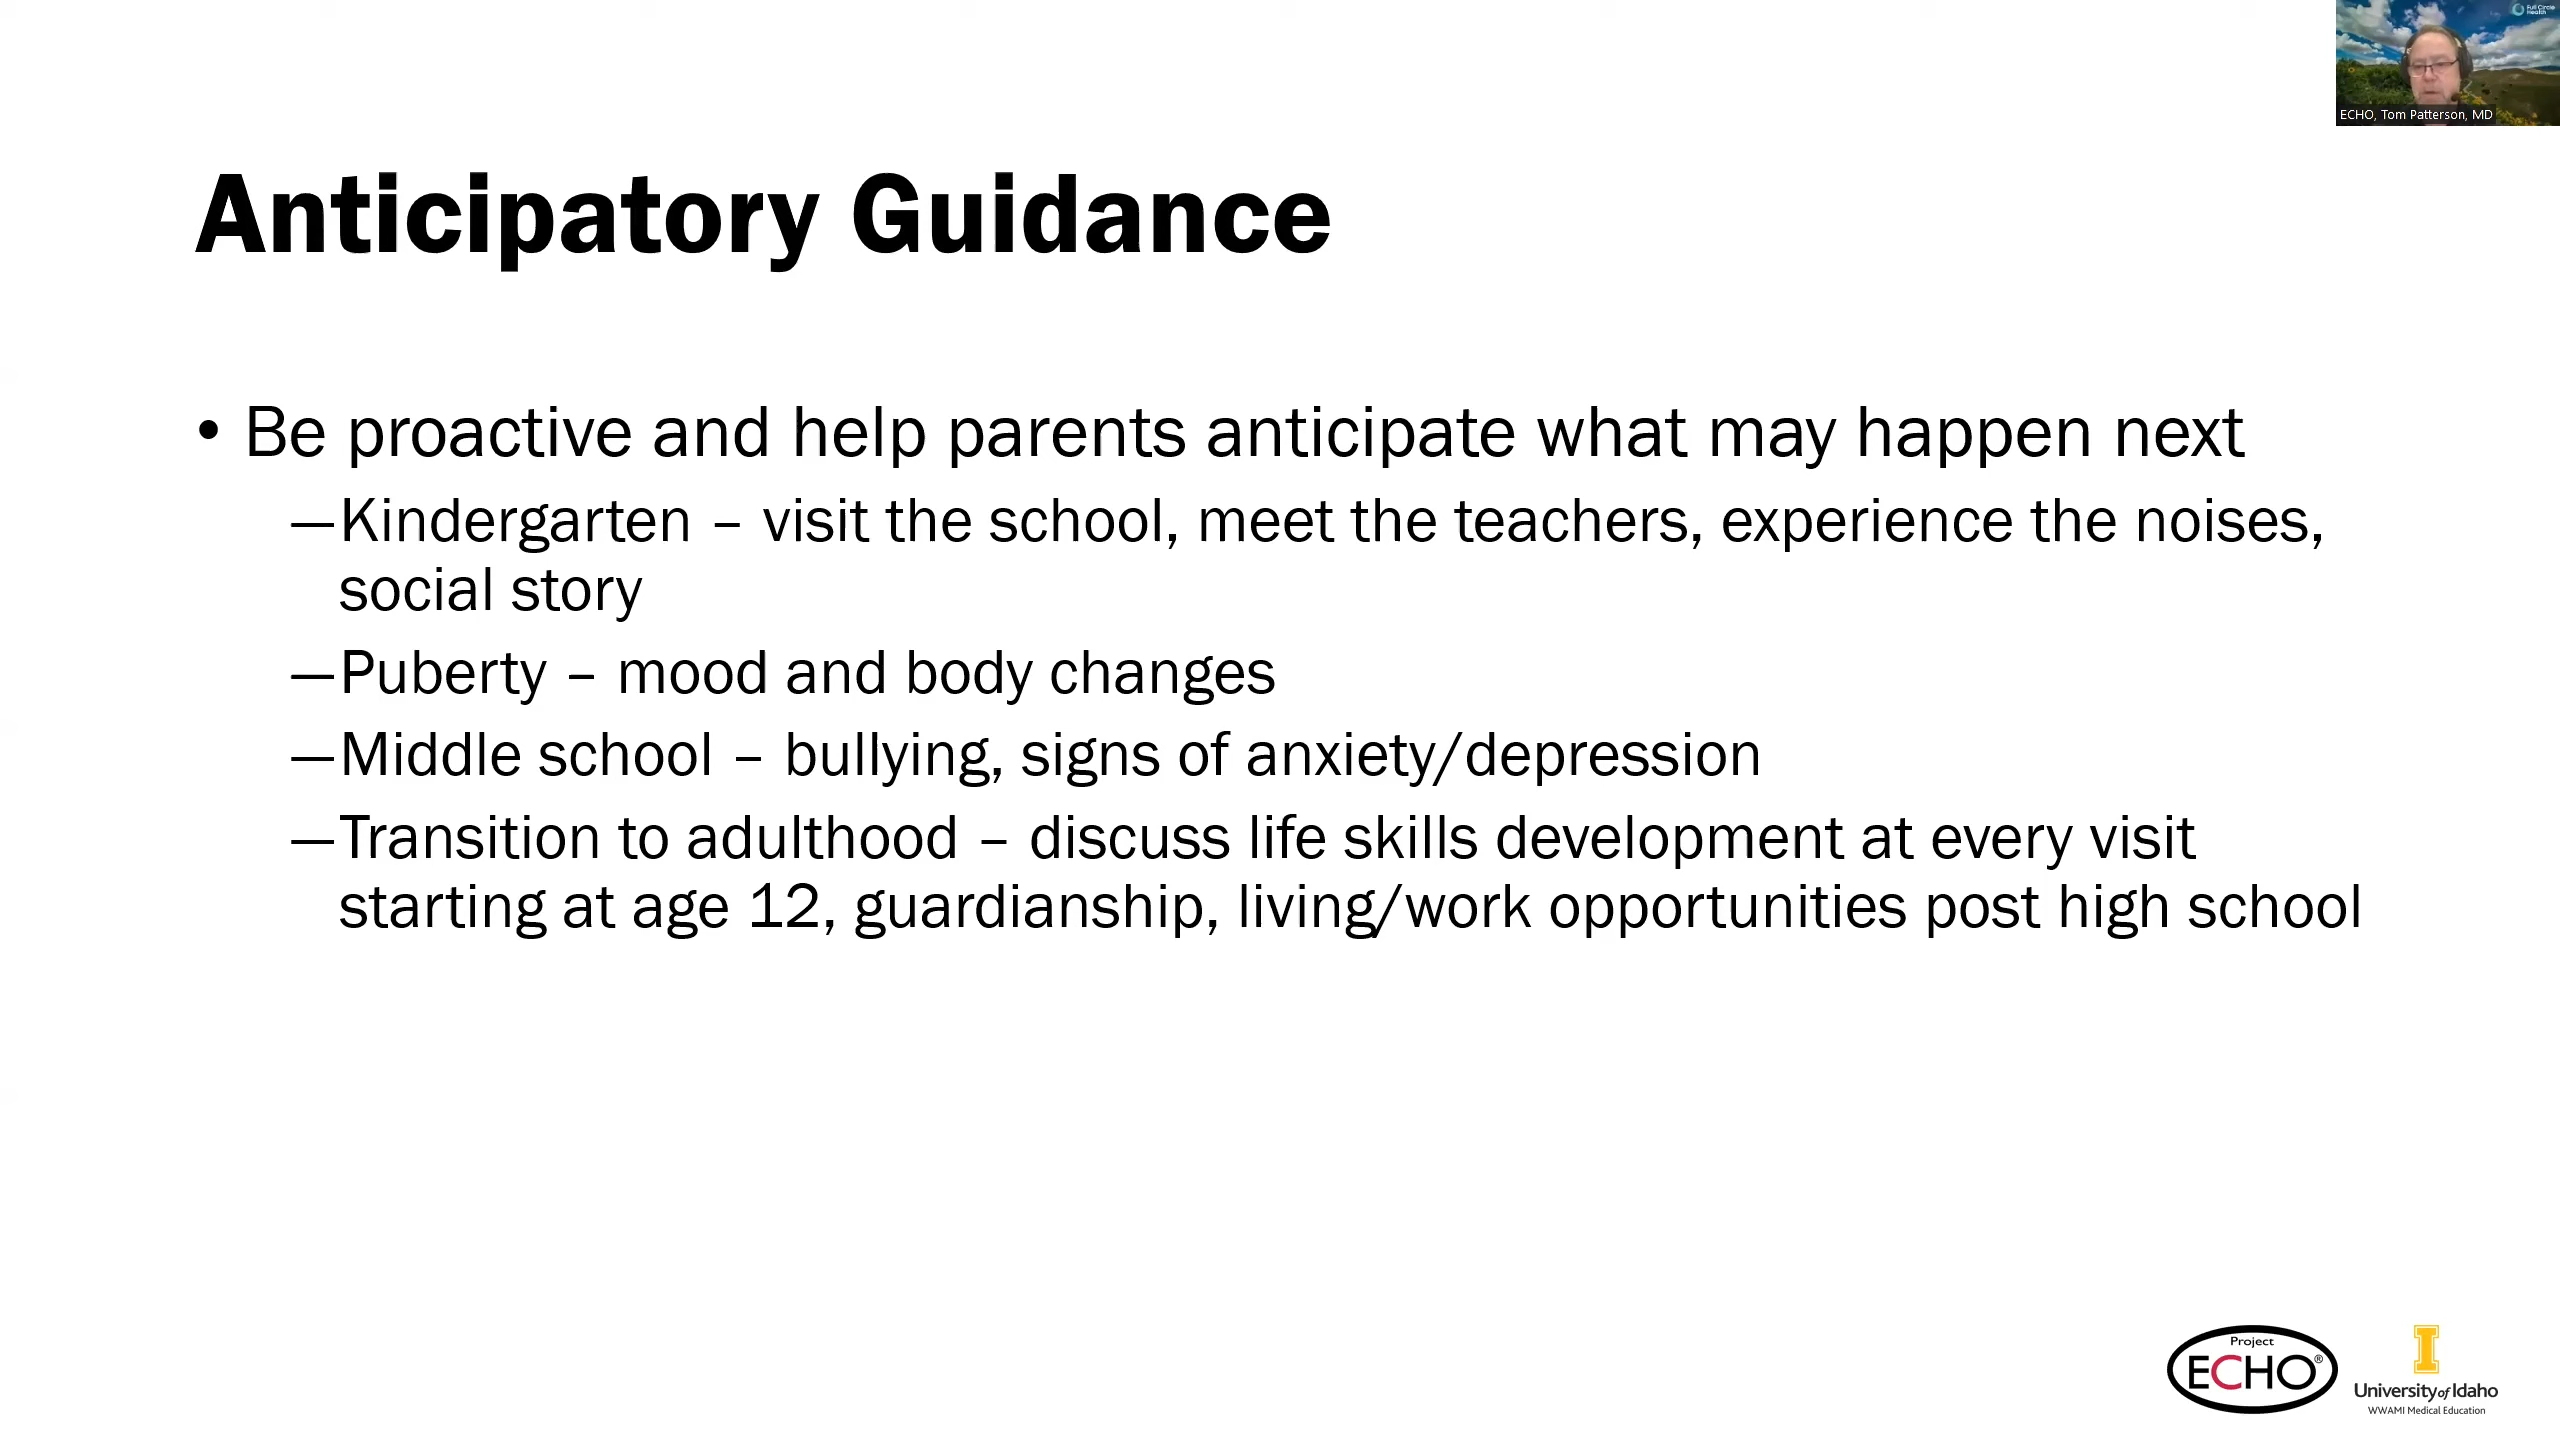 Full Circle
Health
ECHO, Tom Patterson, MD
Anticipatory Guidance
• Be proactive and help parents anticipate what may happen next
—Kindergarten – visit the school, meet the teachers, experience the noises,
social story
—Puberty – mood and body changes
—Middle school – bullying, signs of anxiety/depression
—Transition to adulthood – discuss life skills development at every visit
starting at age 12, guardianship, living/work opportunities post high school
Project
ECHO®
I
University of Idaho
WWAMI Medical Education